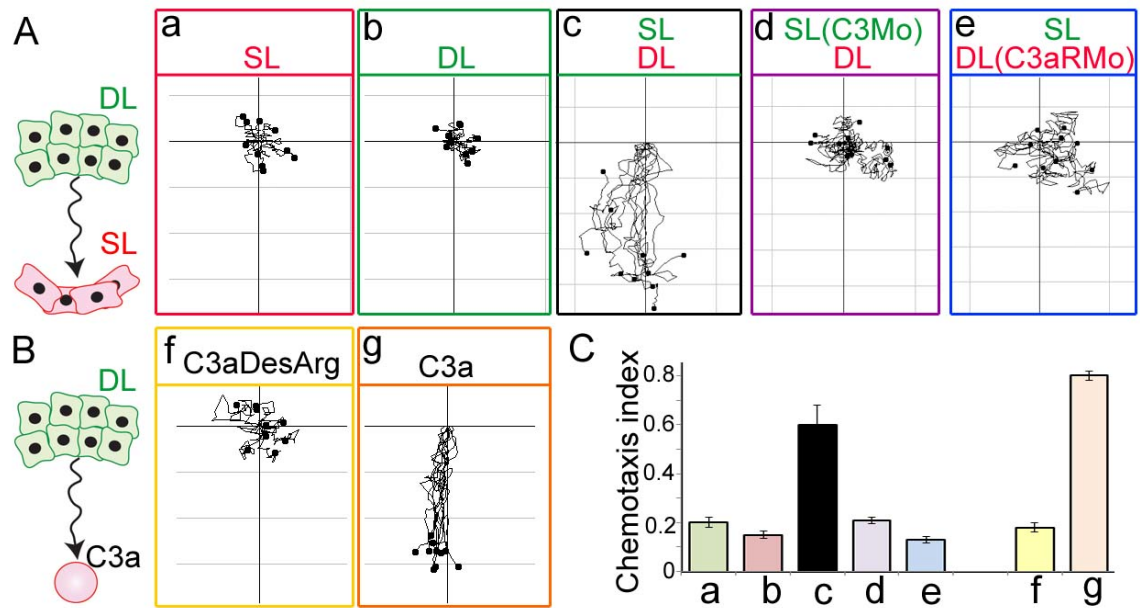 A
DL
SL
a
SL
b
DL
c
SL
DL
d
SL(C3Mo)
DL
e
SL
DL(C3aRMo)
B
DL
C3a
f
C3aDesArg
g
C3a
C
Chemotaxis index
0.8
0.6
0.4
0.2
0
a b c d e f g